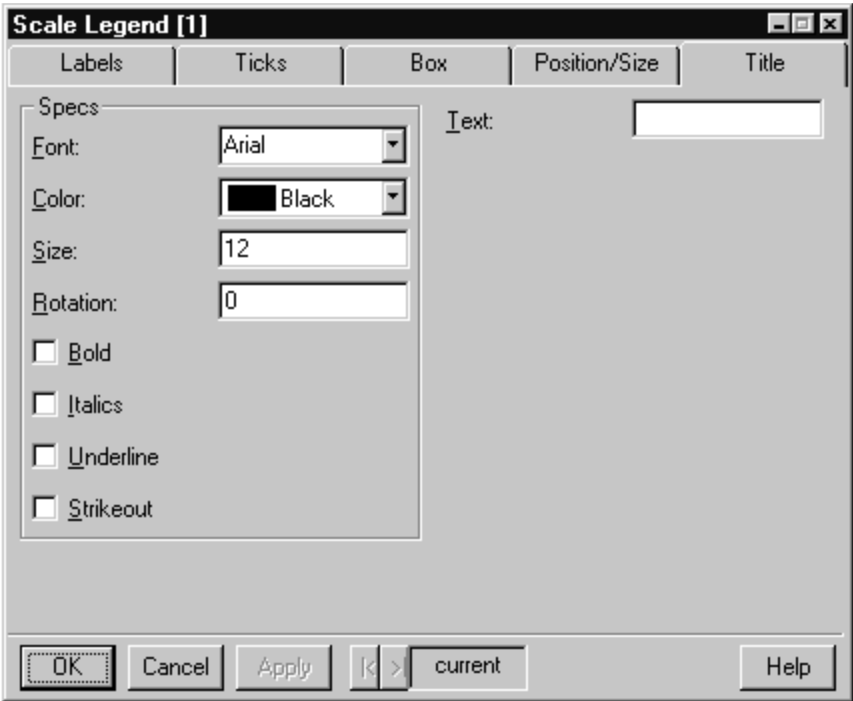 Scale Legend [1]
Labels Ticks Box Position/Size Title
Specs
Font: Arial
Text:
Color: Black
Size: 12
Rotation: 0
Bold
Italics
Underline
Strikeout
OK Cancel Apply |< >| current Help